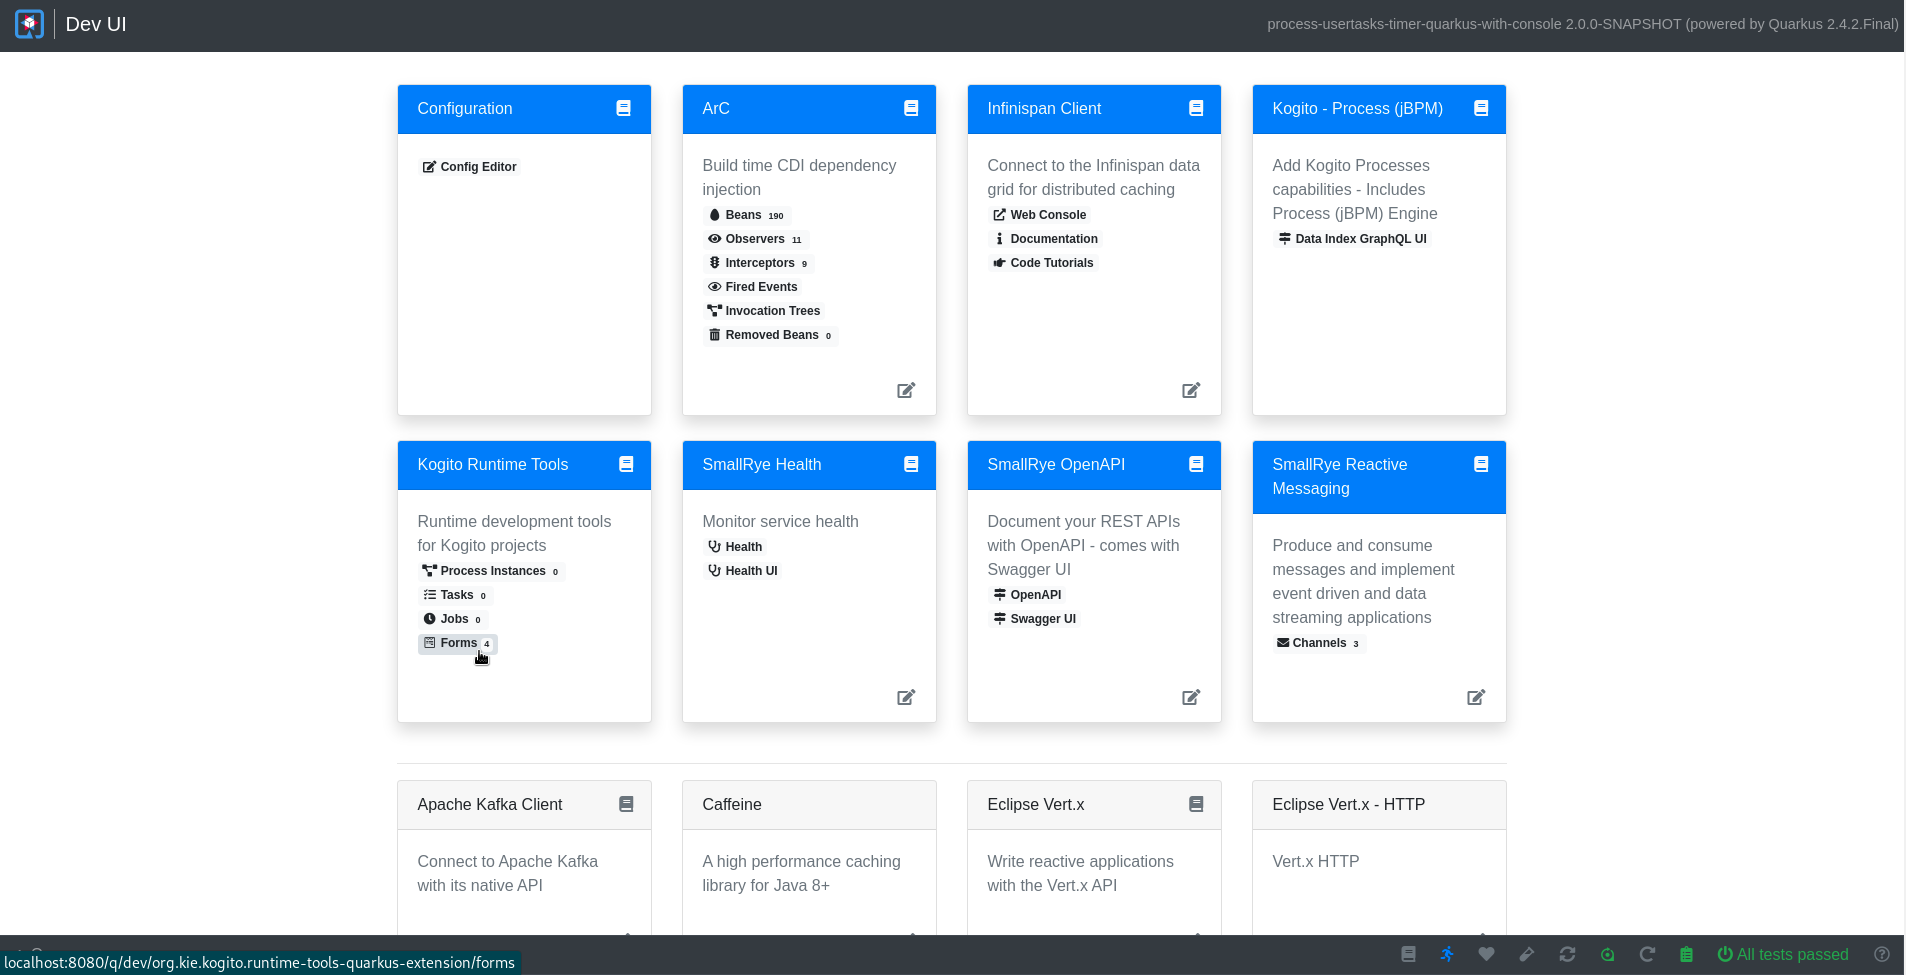 Dev UI
process-usertasks-timer-quarkus-with-console 2.0.0-SNAPSHOT (powered by Quarkus 2.4.2.Final)
Configuration
Config Editor
ArC
Build time CDI dependency
injection
Beans 190
Observers 11
Interceptors 9
Fired Events
Invocation Trees
Removed Beans 0
Infinispan Client
Connect to the Infinispan data
grid for distributed caching
Web Console
Documentation
Code Tutorials
Kogito - Process (jBPM)
Add Kogito Processes
capabilities - Includes
Process (jBPM) Engine
Data Index GraphQL UI
Kogito Runtime Tools
Runtime development tools
for Kogito projects
Process Instances 0
Tasks 0
Jobs 0
Forms 4
SmallRye Health
Monitor service health
Health
Health UI
SmallRye OpenAPI
Document your REST APIs
with OpenAPI - comes with
Swagger UI
OpenAPI
Swagger UI
SmallRye Reactive
Messaging
Produce and consume
messages and implement
event driven and data
streaming applications
Channels 3
Apache Kafka Client
Connect to Apache Kafka
with its native API
Caffeine
A high performance caching
library for Java 8+
Eclipse Vert.x
Write reactive applications
with the Vert.x API
Eclipse Vert.x - HTTP
Vert.x HTTP
localhost:8080/q/dev/org.kie.kogito.runtime-tools-quarkus-extension/forms
All tests passed